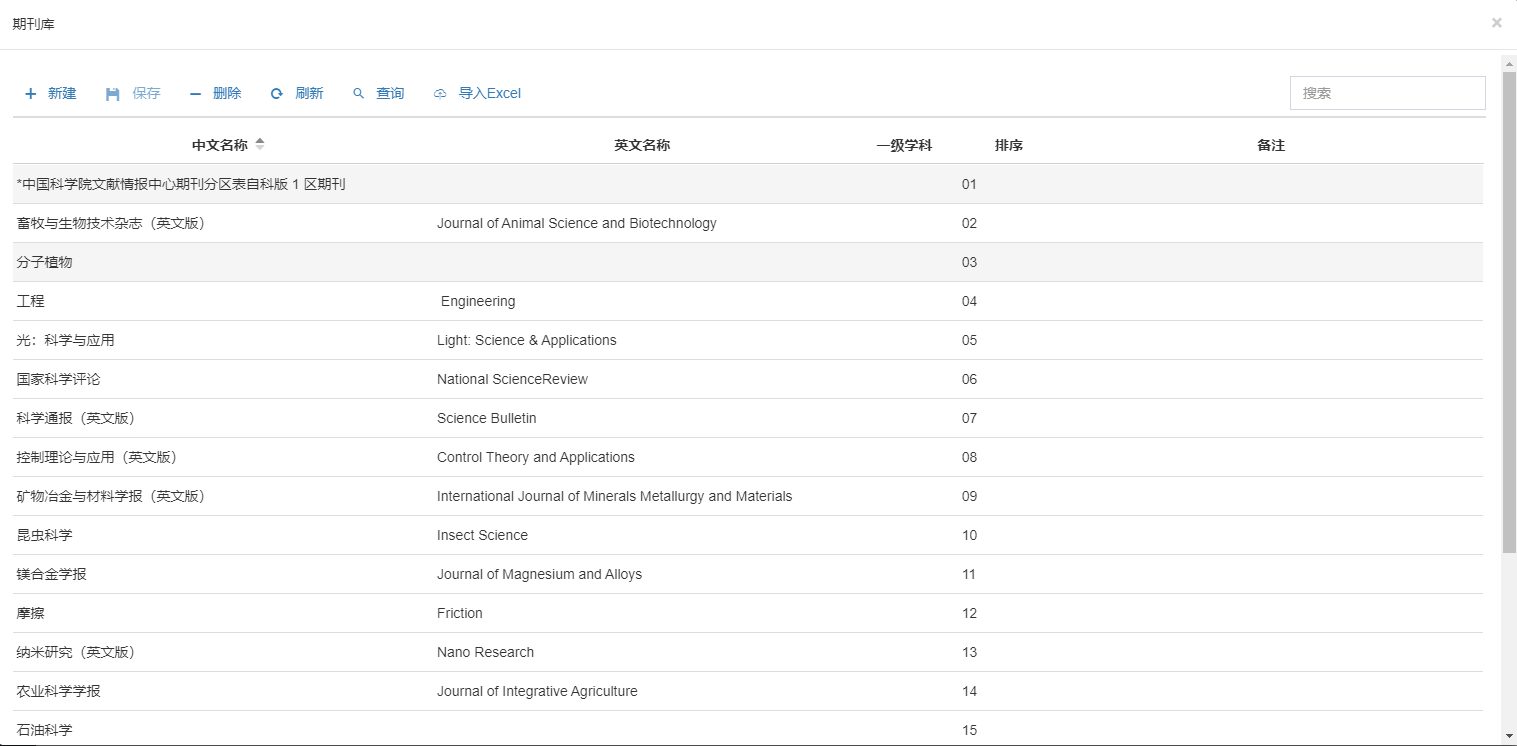 期刊库
×
新建 保存 删除 刷新 查询 导入Excel 搜索
中文名称 英文名称 一级学科 排序 备注
*中国科学院文献情报中心期刊分区表自科版 1 区期刊 01
畜牧与生物技术杂志（英文版） Journal of Animal Science and Biotechnology 02
分子植物 03
工程 Engineering 04
光：科学与应用 Light: Science & Applications 05
国家科学评论 National ScienceReview 06
科学通报（英文版） Science Bulletin 07
控制理论与应用（英文版） Control Theory and Applications 08
矿物冶金与材料学报（英文版） International Journal of Minerals Metallurgy and Materials 09
昆虫科学 Insect Science 10
镁合金学报 Journal of Magnesium and Alloys 11
摩擦 Friction 12
纳米研究（英文版） Nano Research 13
农业科学学报 Journal of Integrative Agriculture 14
石油科学 15